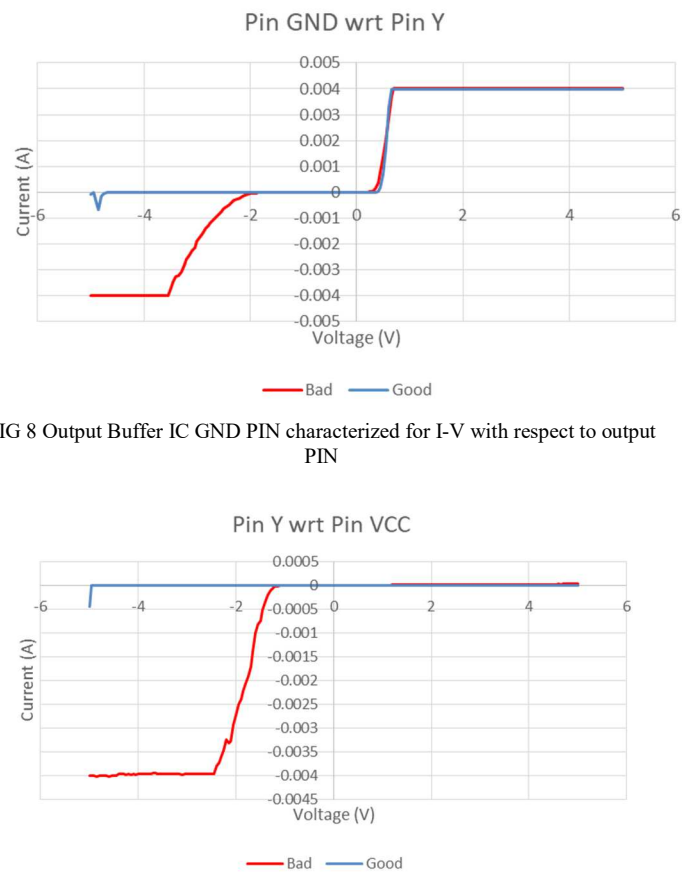 Pin GND wrt Pin Y
0.005
0.004
0.003
0.002
0.001
0
-6 -4 -2 -0.001 0 2 4 6
-0.002
-0.003
-0.004
-0.005
Current (A)
Voltage (V)
Bad Good
IG 8 Output Buffer IC GND PIN characterized for I-V with respect to output
PIN
Pin Y wrt Pin VCC
0.0005
0
-6 -4 -2 -0.0005 0 2 4 6
-0.001
-0.0015
-0.002
-0.0025
-0.003
-0.0035
-0.004
-0.0045
Current (A)
Voltage (V)
Bad Good